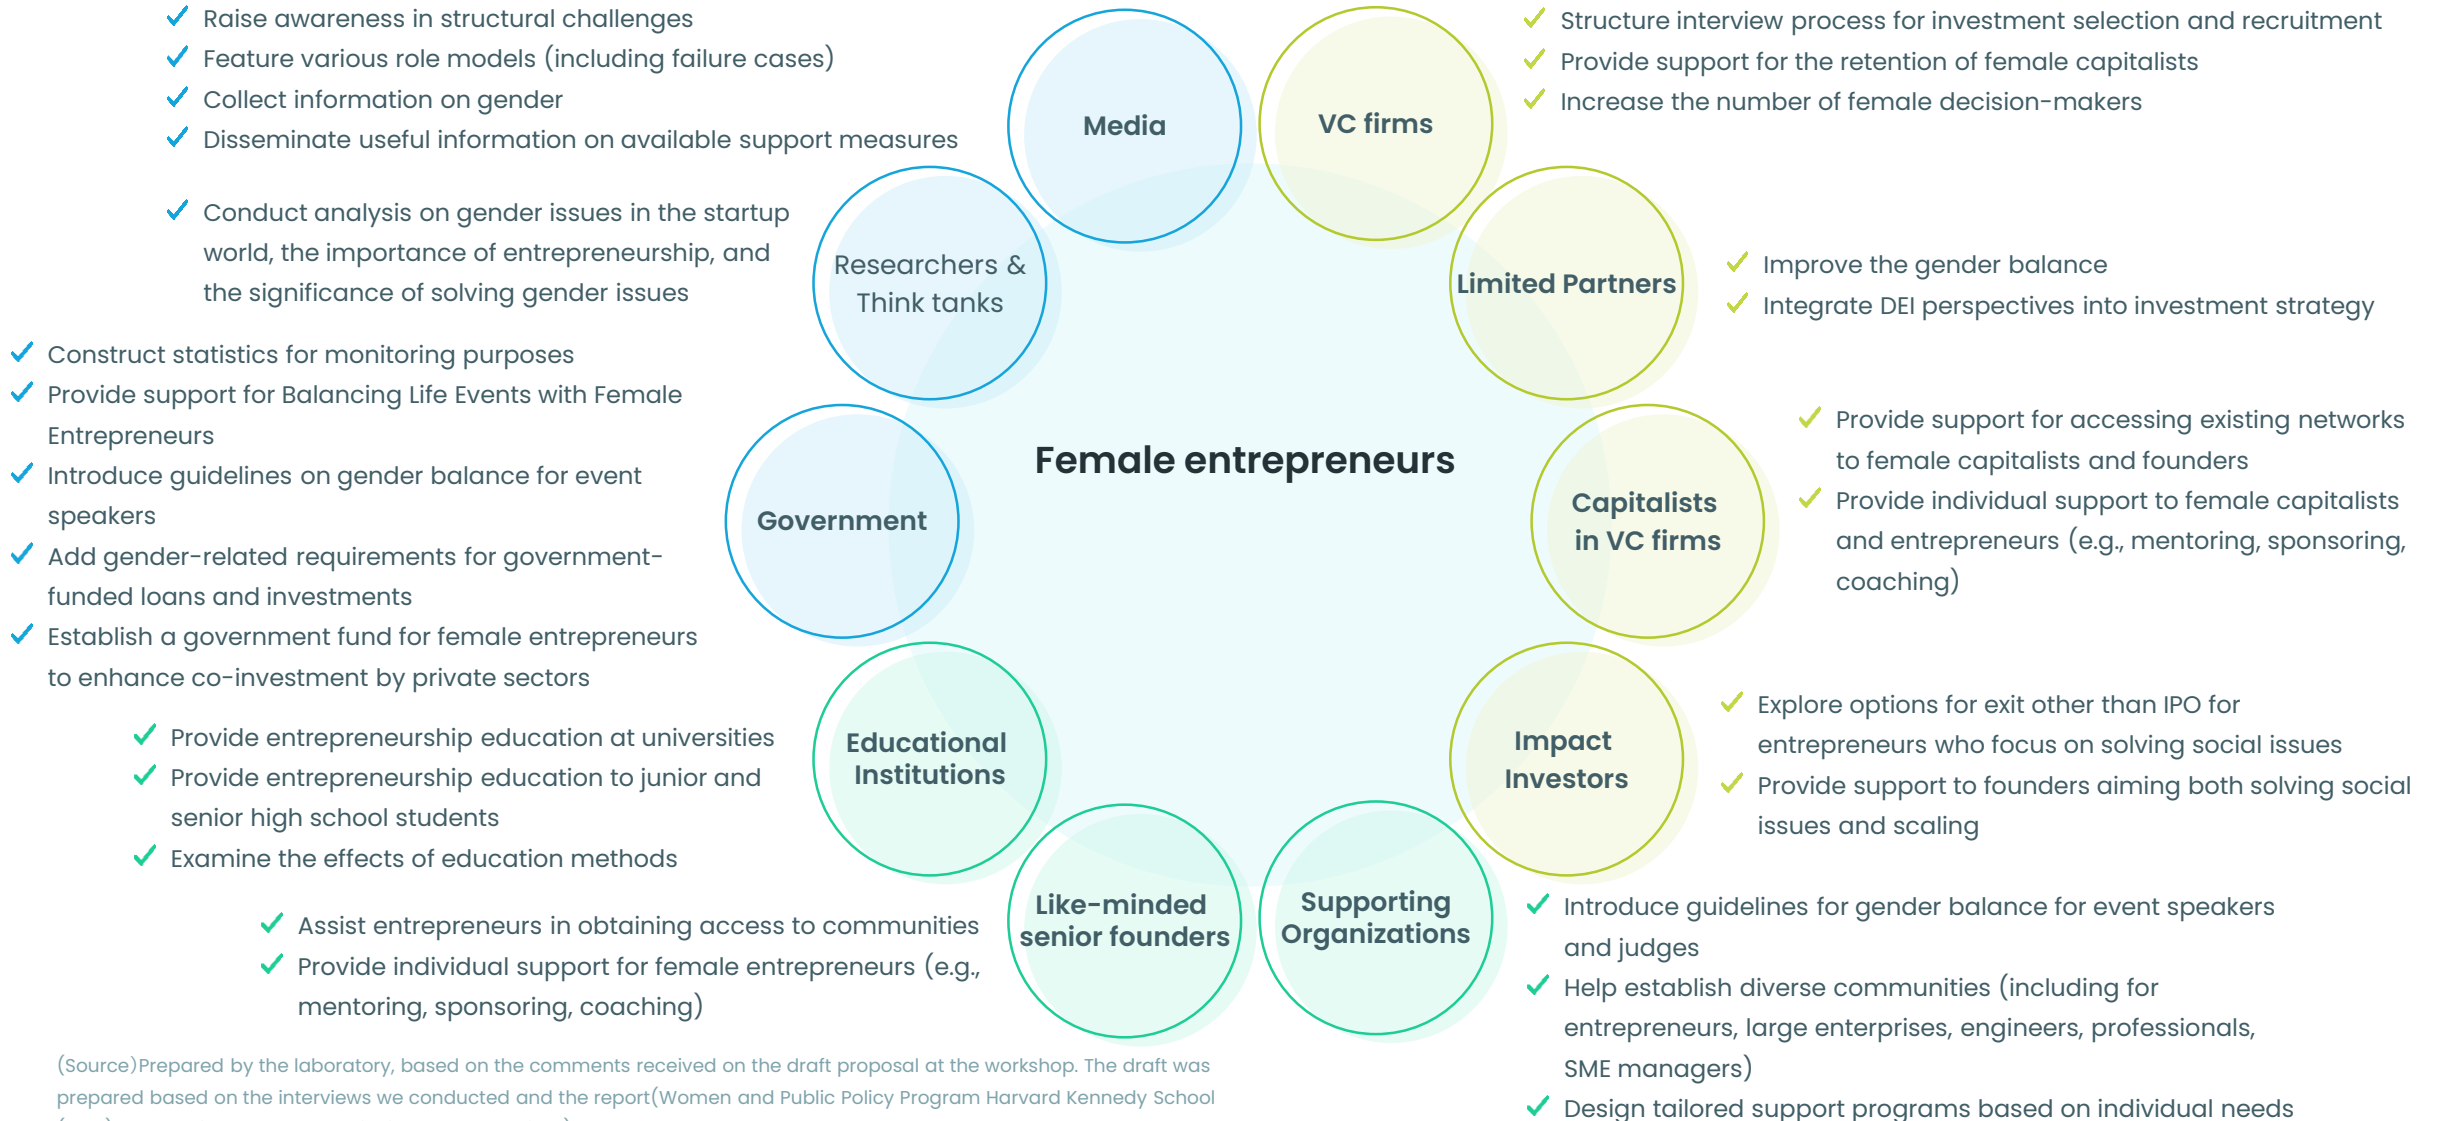 Raise awareness in structural challenges
Feature various role models (including failure cases)
Collect information on gender
Disseminate useful information on available support measures
Media
VC firms
Structure interview process for investment selection and recruitment
Provide support for the retention of female capitalists
Increase the number of female decision-makers
Conduct analysis on gender issues in the startup
world, the importance of entrepreneurship, and
the significance of solving gender issues
Researchers &
Think tanks
Limited Partners
Improve the gender balance
Integrate DEI perspectives into investment strategy
Construct statistics for monitoring purposes
Provide support for Balancing Life Events with Female
Entrepreneurs
Introduce guidelines on gender balance for event
speakers
Add gender-related requirements for government-
funded loans and investments
Establish a government fund for female entrepreneurs
to enhance co-investment by private sectors
Government
Female entrepreneurs
Capitalists
in VC firms
Provide support for accessing existing networks
to female capitalists and founders
Provide individual support to female capitalists
and entrepreneurs (e.g., mentoring, sponsoring,
coaching)
Provide entrepreneurship education at universities
Provide entrepreneurship education to junior and
senior high school students
Examine the effects of education methods
Educational
Institutions
Impact
Investors
Explore options for exit other than IPO for
entrepreneurs who focus on solving social issues
Provide support to founders aiming both solving social
issues and scaling
Assist entrepreneurs in obtaining access to communities
Provide individual support for female entrepreneurs (e.g.,
mentoring, sponsoring, coaching)
Like-minded
senior founders
Supporting
Organizations
Introduce guidelines for gender balance for event speakers
and judges
Help establish diverse communities (including for
entrepreneurs, large enterprises, engineers, professionals,
SME managers)
Design tailored support programs based on individual needs
(Source)Prepared by the laboratory, based on the comments received on the draft proposal at the workshop. The draft was
prepared based on the interviews we conducted and the report(Women and Public Policy Program Harvard Kennedy School